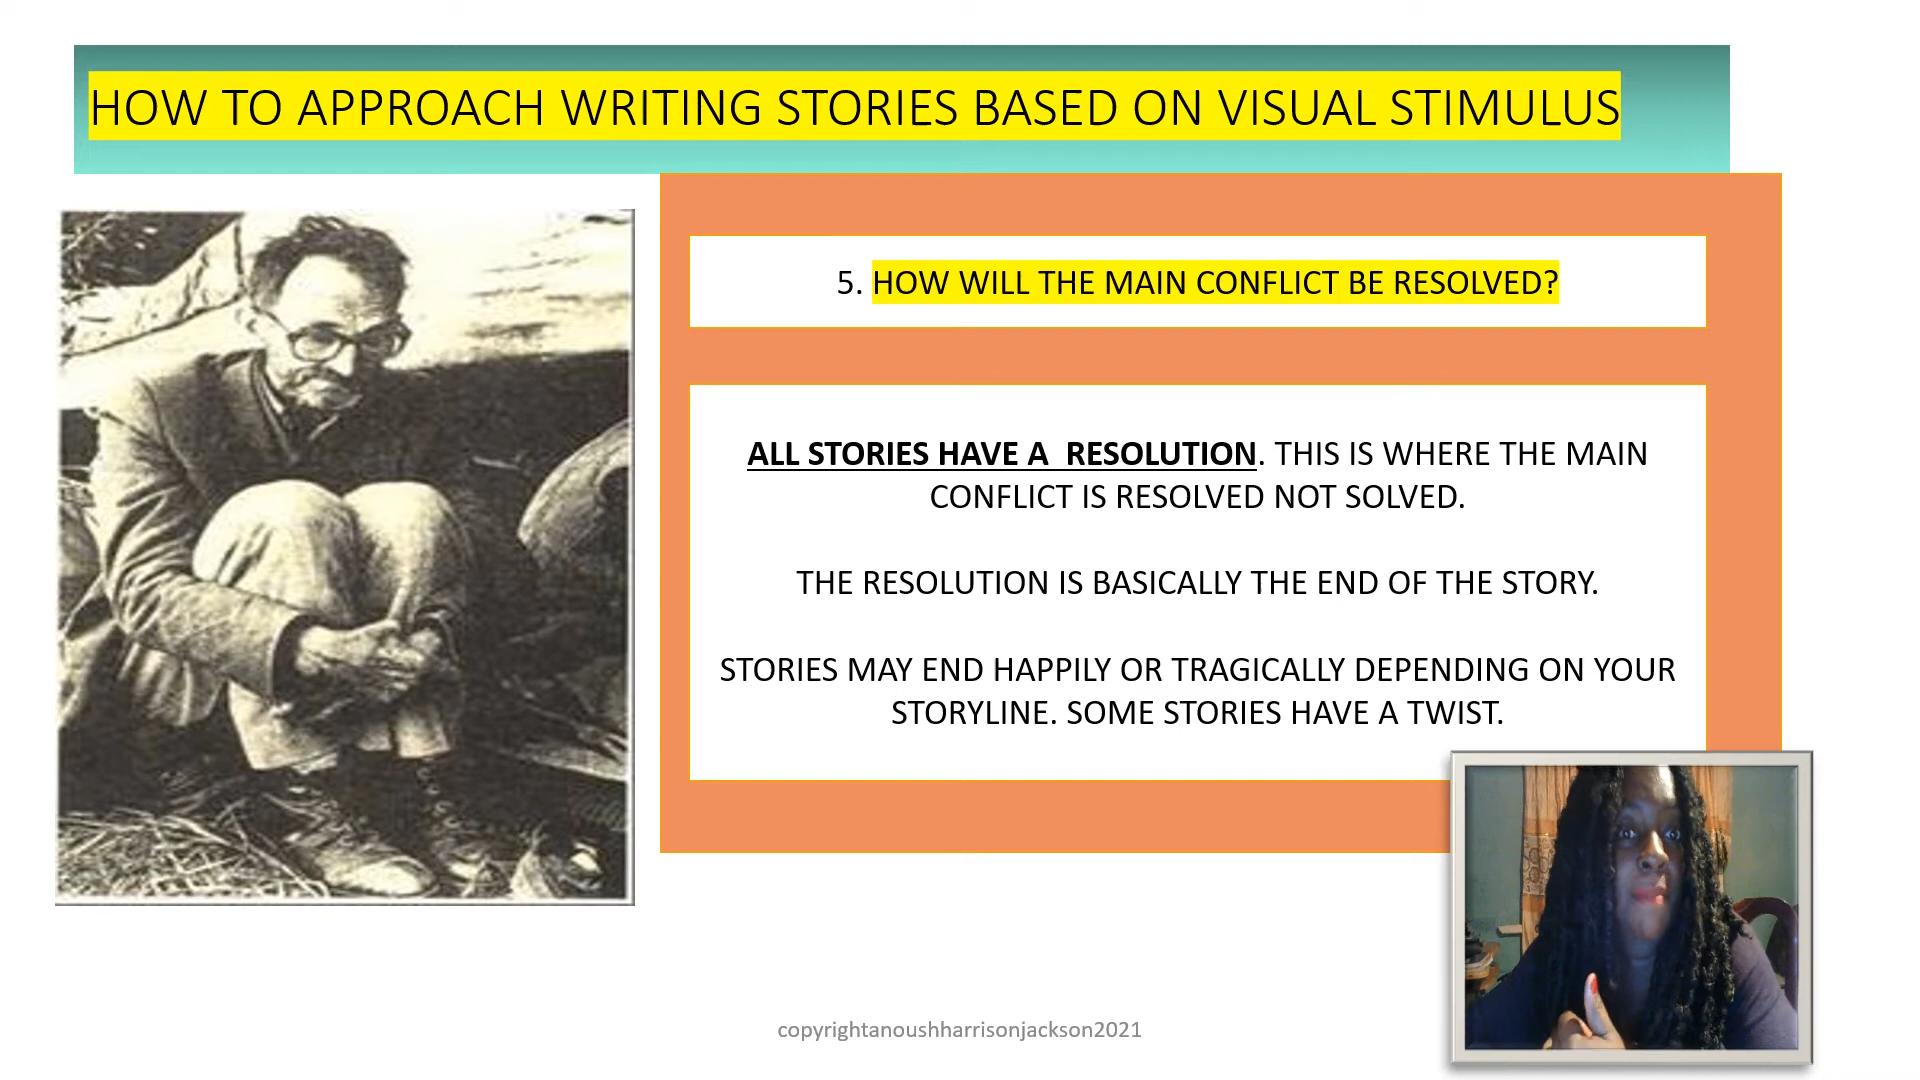 HOW TO APPROACH WRITING STORIES BASED ON VISUAL STIMULUS
5. HOW WILL THE MAIN CONFLICT BE RESOLVED?
ALL STORIES HAVE A  RESOLUTION. THIS IS WHERE THE MAIN
CONFLICT IS RESOLVED NOT SOLVED.
THE RESOLUTION IS BASICALLY THE END OF THE STORY.
STORIES MAY END HAPPILY OR TRAGICALLY DEPENDING ON YOUR
STORYLINE. SOME STORIES HAVE A TWIST.
copyrightanoushharrisonjackson2021